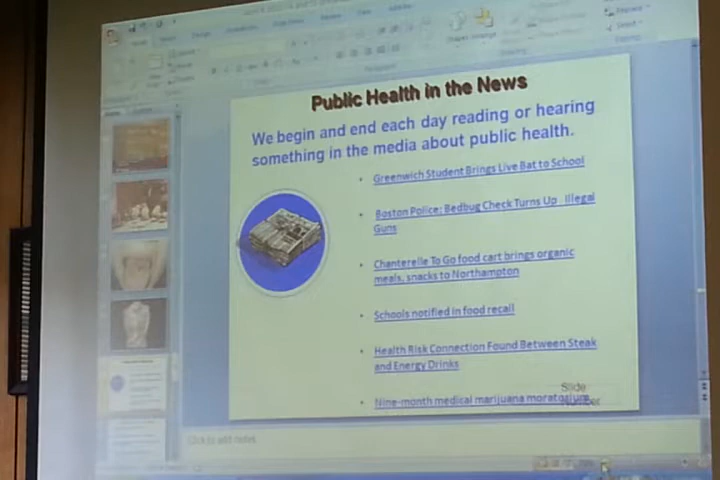 Public Health in the News
We begin and end each day reading or hearing
something in the media about public health.
Greenwich Student Brings Live Bat to School
Boston Police: Bedbug Check Turns Up Illegal
Guns
Chanterelle To Go food cart brings organic
meals, snacks to Northampton
Schools notified in food recall
Health Risk Connection Found Between Steak
and Energy Drinks
Slide
Nine-month medical marijuana moratorium
Number
Click to add notes